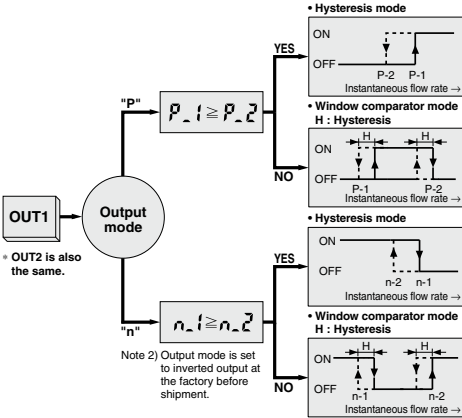 • Hysteresis mode
ON
OFF
P-2 P-1
Instantaneous flow rate →
YES
"P"
P_1 ≧ P_2
NO
• Window comparator mode
H : Hysteresis
H H
ON
OFF
P-1 P-2
Instantaneous flow rate →
OUT1
Output
mode
* OUT2 is also
the same.
• Hysteresis mode
ON
OFF
n-2 n-1
Instantaneous flow rate →
YES
"n"
n_1 ≧ n_2
NO
Note 2) Output mode is set
to inverted output at
the factory before
shipment.
• Window comparator mode
H : Hysteresis
H H
ON
OFF
n-1 n-2
Instantaneous flow rate →